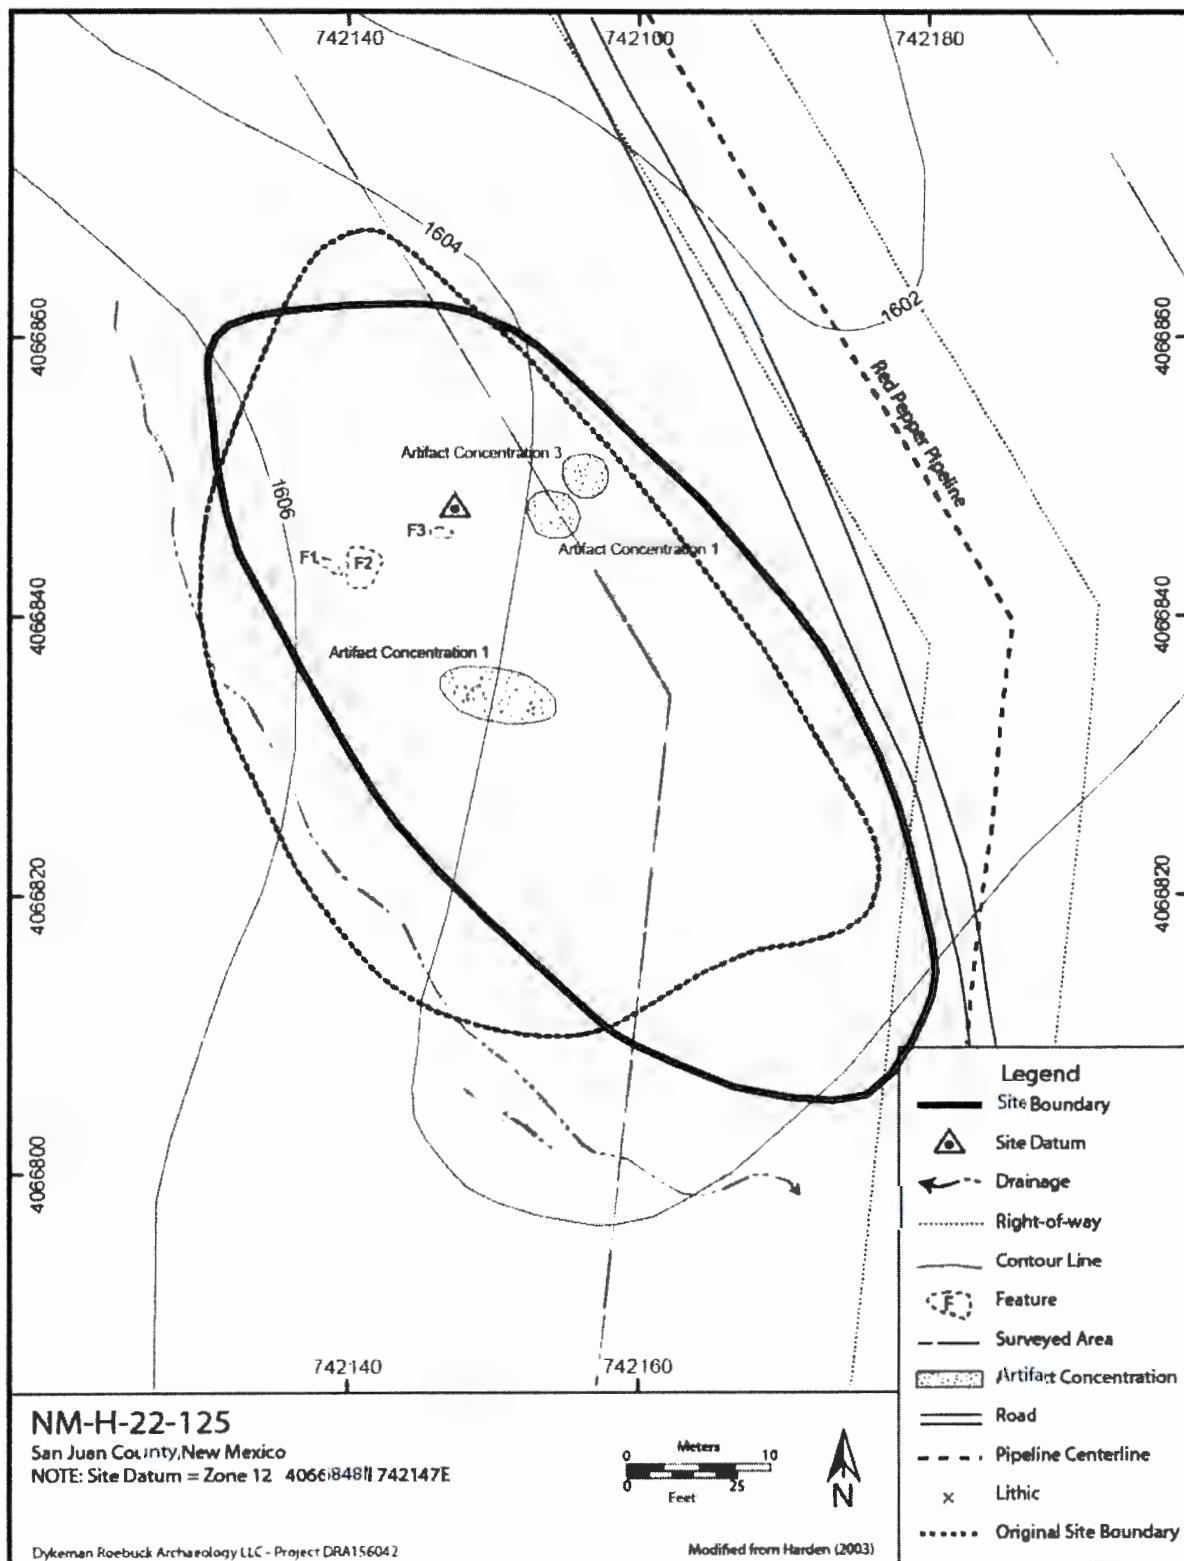 742140
742160
742180
1604
1602
4066860
4066860
Red Pepper Pipeline
Artifact Concentration 3
1606
F3
F1
F2
Artifact Concentration 1
4066840
4066840
Artifact Concentration 1
4066820
4066820
4066800
742140
742160
Legend
Site Boundary
Site Datum
Drainage
Right-of-way
Contour Line
F Feature
Surveyed Area
Artifact Concentration
Road
Pipeline Centerline
Lithic
Original Site Boundary
NM-H-22-125
San Juan County, New Mexico
NOTE: Site Datum = Zone 12 4066848N 742147E
Meters
0 10
0 25
Feet
N
Dykeman Roebuck Archaeology LLC - Project DRA156042
Modified from Harden (2003)